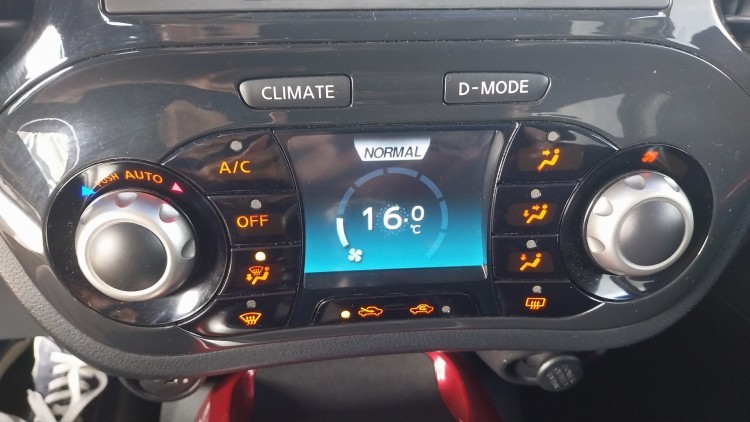 CLIMATE
D-MODE
NORMAL
A/C
PUSH AUTO
OFF
16.0
°C